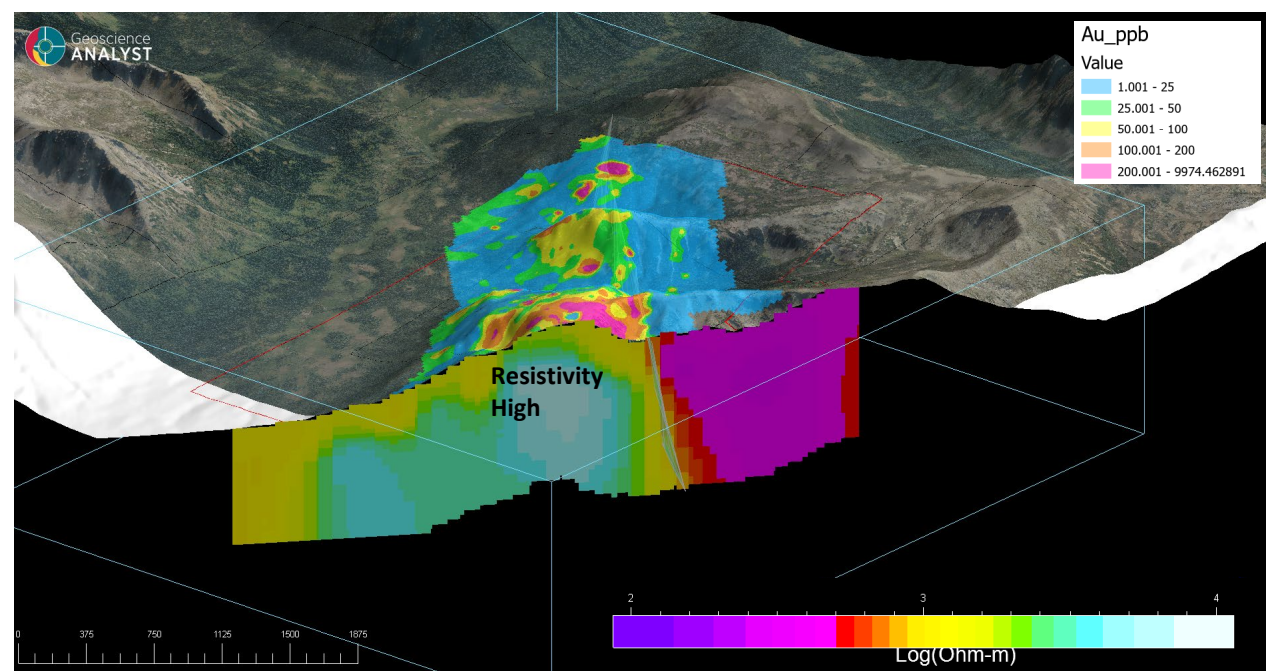 Geoscience
ANALYST
Au_ppb
Value
1.001 - 25
25.001 - 50
50.001 - 100
100.001 - 200
200.001 - 9974.462891
Resistivity
High
0 375 750 1125 1500 1875
2 3 4
Log(Ohm-m)